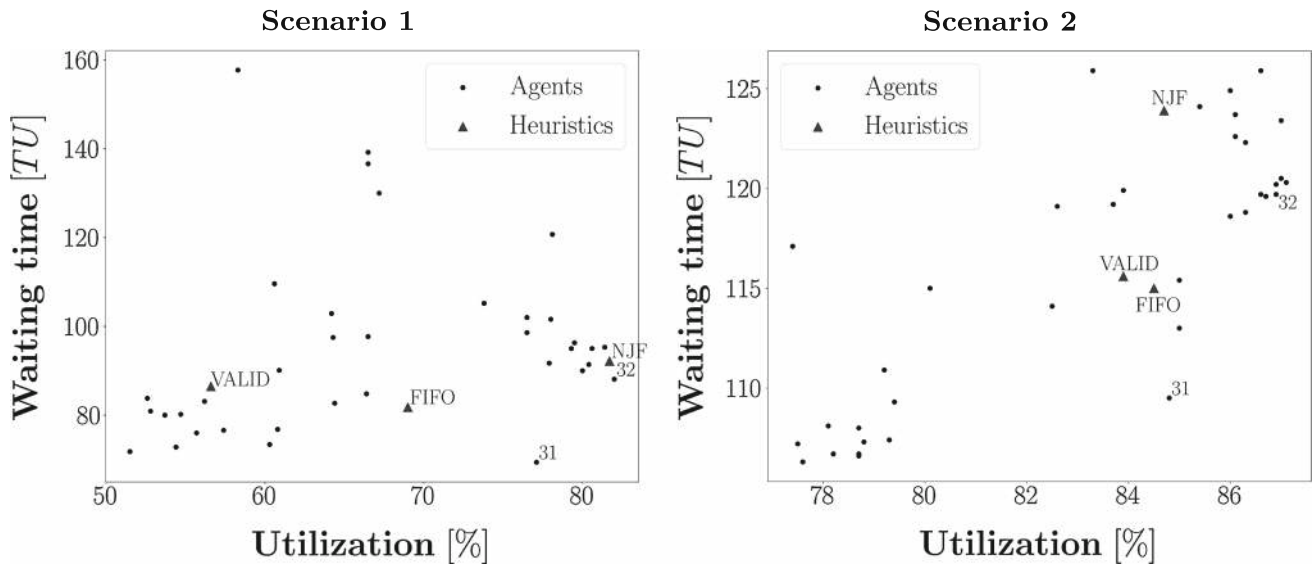 Scenario 1
160
140
120
100
80
50
60
70
80
Waiting time [TU]
Utilization [%]
Agents
Heuristics
VALID
FIFO
NJF
32
31
Scenario 2
125
120
115
110
78
80
82
84
86
Waiting time [TU]
Utilization [%]
Agents
Heuristics
NJF
32
VALID
FIFO
31